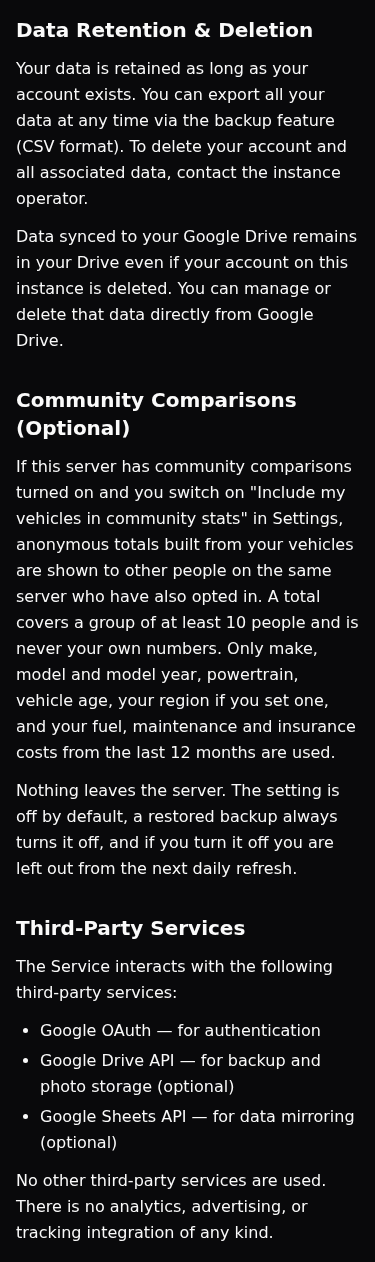 Data Retention & Deletion
Your data is retained as long as your
account exists. You can export all your
data at any time via the backup feature
(CSV format). To delete your account and
all associated data, contact the instance
operator.
Data synced to your Google Drive remains
in your Drive even if your account on this
instance is deleted. You can manage or
delete that data directly from Google
Drive.
Community Comparisons
(Optional)
If this server has community comparisons
turned on and you switch on "Include my
vehicles in community stats" in Settings,
anonymous totals built from your vehicles
are shown to other people on the same
server who have also opted in. A total
covers a group of at least 10 people and is
never your own numbers. Only make,
model and model year, powertrain,
vehicle age, your region if you set one,
and your fuel, maintenance and insurance
costs from the last 12 months are used.
Nothing leaves the server. The setting is
off by default, a restored backup always
turns it off, and if you turn it off you are
left out from the next daily refresh.
Third-Party Services
The Service interacts with the following
third-party services:
• Google OAuth — for authentication
• Google Drive API — for backup and
photo storage (optional)
• Google Sheets API — for data mirroring
(optional)
No other third-party services are used.
There is no analytics, advertising, or
tracking integration of any kind.